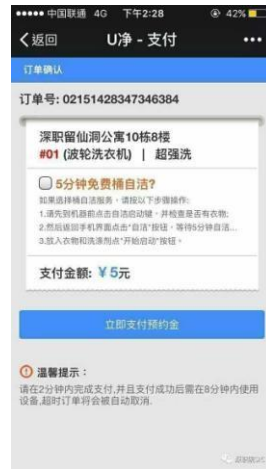 中国联通 4G 下午2:28 42%
返回 U净 - 支付
订单确认
订单号: 02151428347346384
深职留仙洞公寓10栋8楼
#01 (波轮洗衣机) | 超强洗
5分钟免费桶自洁?
如果选择桶自洁服务,请按以下步骤操作:
1.请先到机器前点击自洁启动键,并检查是否有衣物;
2.然后返回手机界面点击"自洁"按钮,等待5分钟自洁...
3.放入衣物和洗涤剂点"开始启动"按钮。
支付金额: ¥5元
立即支付预约金
温馨提示:
请在2分钟内完成支付,并且支付成功后需在8分钟内使用
设备,超时订单将会被自动取消.